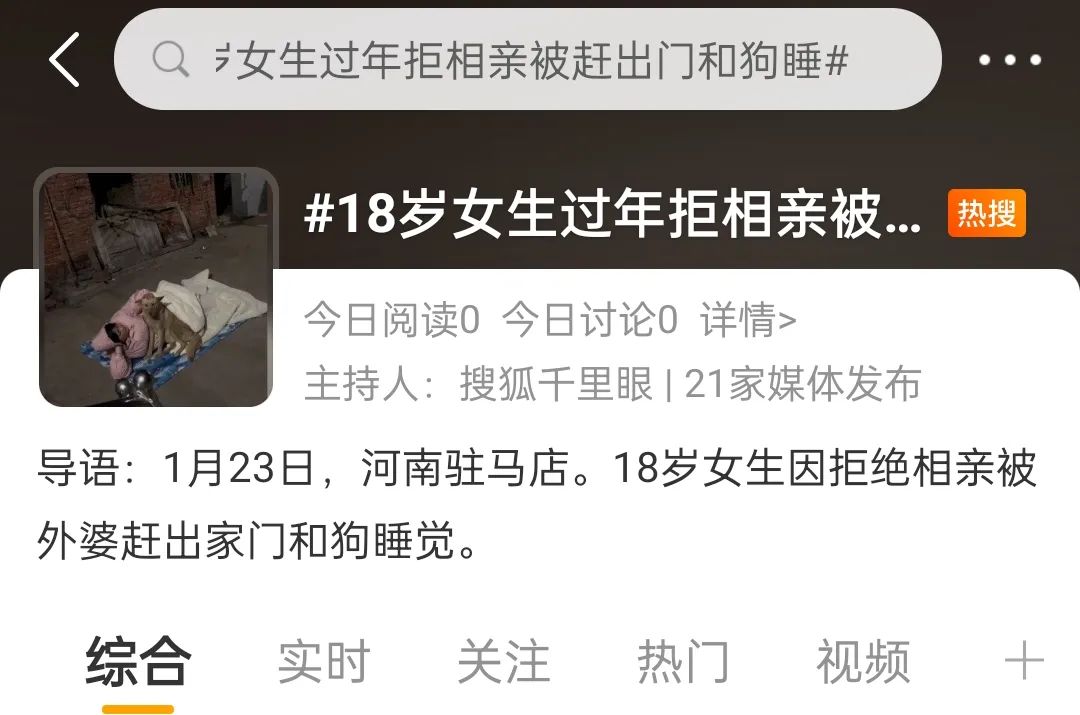 岁女生过年拒相亲被赶出门和狗睡#
#18岁女生过年拒相亲被... 热搜
今日阅读0 今日讨论0 详情>
主持人：搜狐千里眼 | 21家媒体发布
导语：1月23日，河南驻马店。18岁女生因拒绝相亲被
外婆赶出家门和狗睡觉。
综合 实时 关注 热门 视频 +